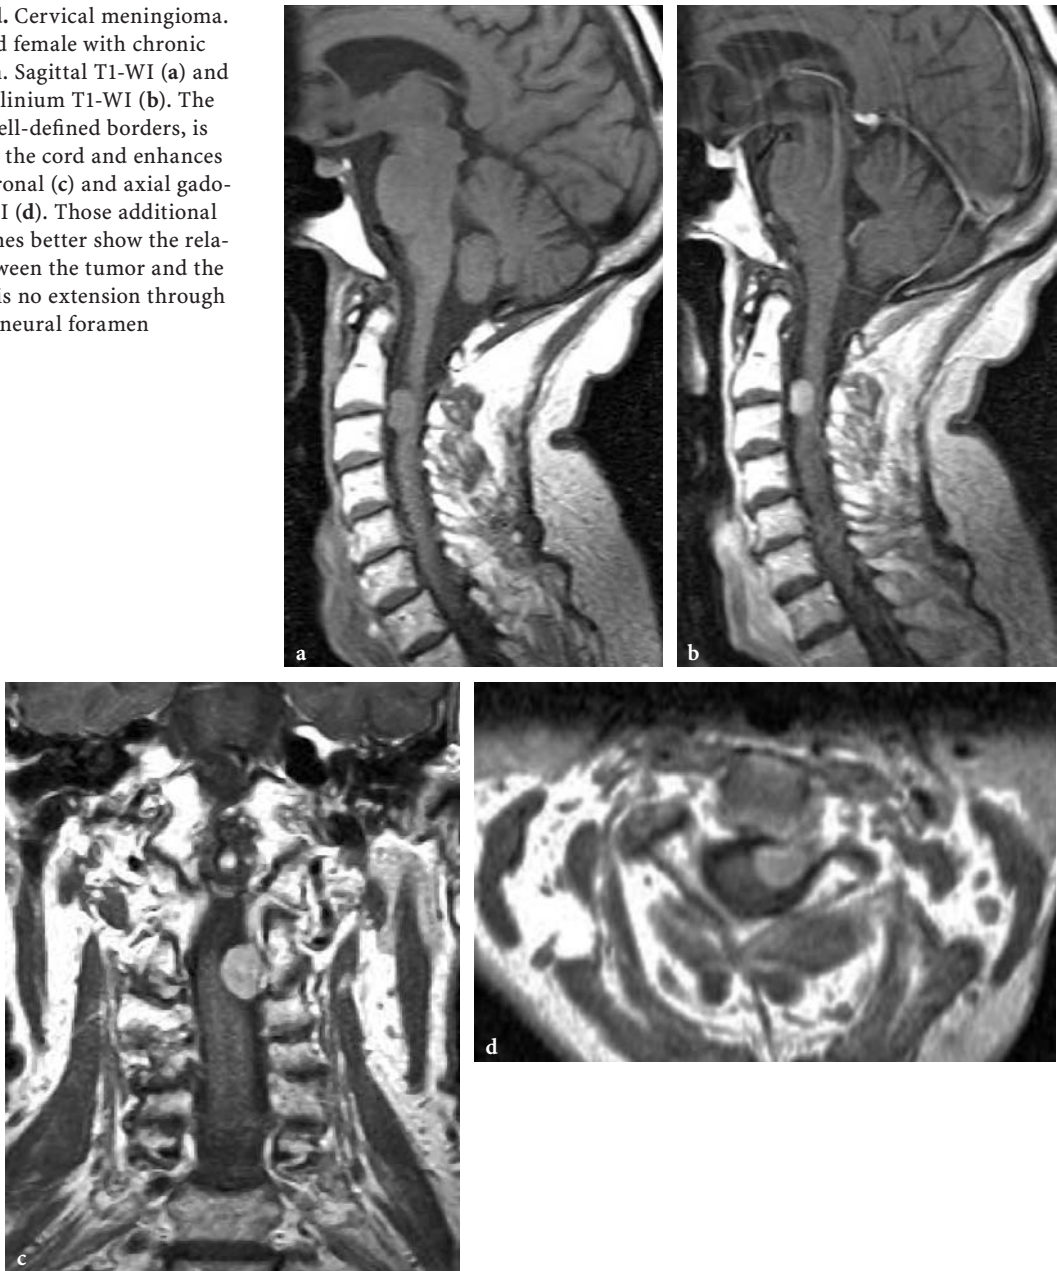 d. Cervical meningioma.
d female with chronic
. Sagittal T1-WI (a) and
linium T1-WI (b). The
ell-defined borders, is
the cord and enhances
ronal (c) and axial gado-
I (d). Those additional
nes better show the rela-
ween the tumor and the
is no extension through
neural foramen
a
b
c
d